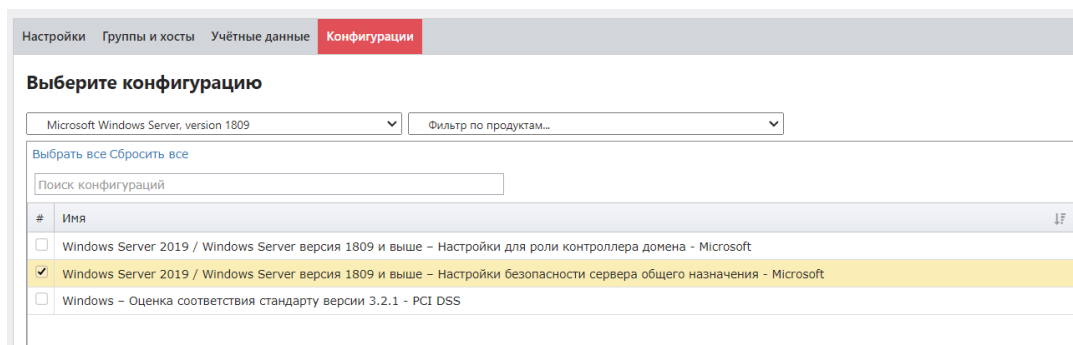 Настройки Группы и хосты Учётные данные Конфигурации
Выберите конфигурацию
Microsoft Windows Server, version 1809 Фильтр по продуктам...
Выбрать все Сбросить все
Поиск конфигураций
# Имя
Windows Server 2019 / Windows Server версия 1809 и выше – Настройки для роли контроллера домена - Microsoft
Windows Server 2019 / Windows Server версия 1809 и выше – Настройки безопасности сервера общего назначения - Microsoft
Windows – Оценка соответствия стандарту версии 3.2.1 - PCI DSS